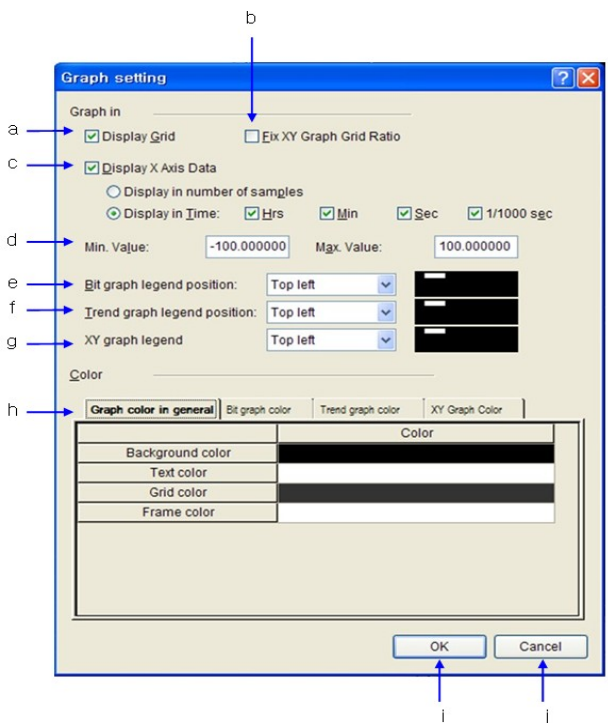 b
Graph setting
Graph in
a Display Grid Fix XY Graph Grid Ratio
c Display X Axis Data
Display in number of samples
Display in Time: Hrs Min Sec 1/1000 sec
d Min. Value: -100.000000 Max. Value: 100.000000
e Bit graph legend position: Top left
f Trend graph legend position: Top left
g XY graph legend Top left
Color
h Graph color in general Bit graph color Trend graph color XY Graph Color
Color
Background color
Text color
Grid color
Frame color
OK Cancel
i j